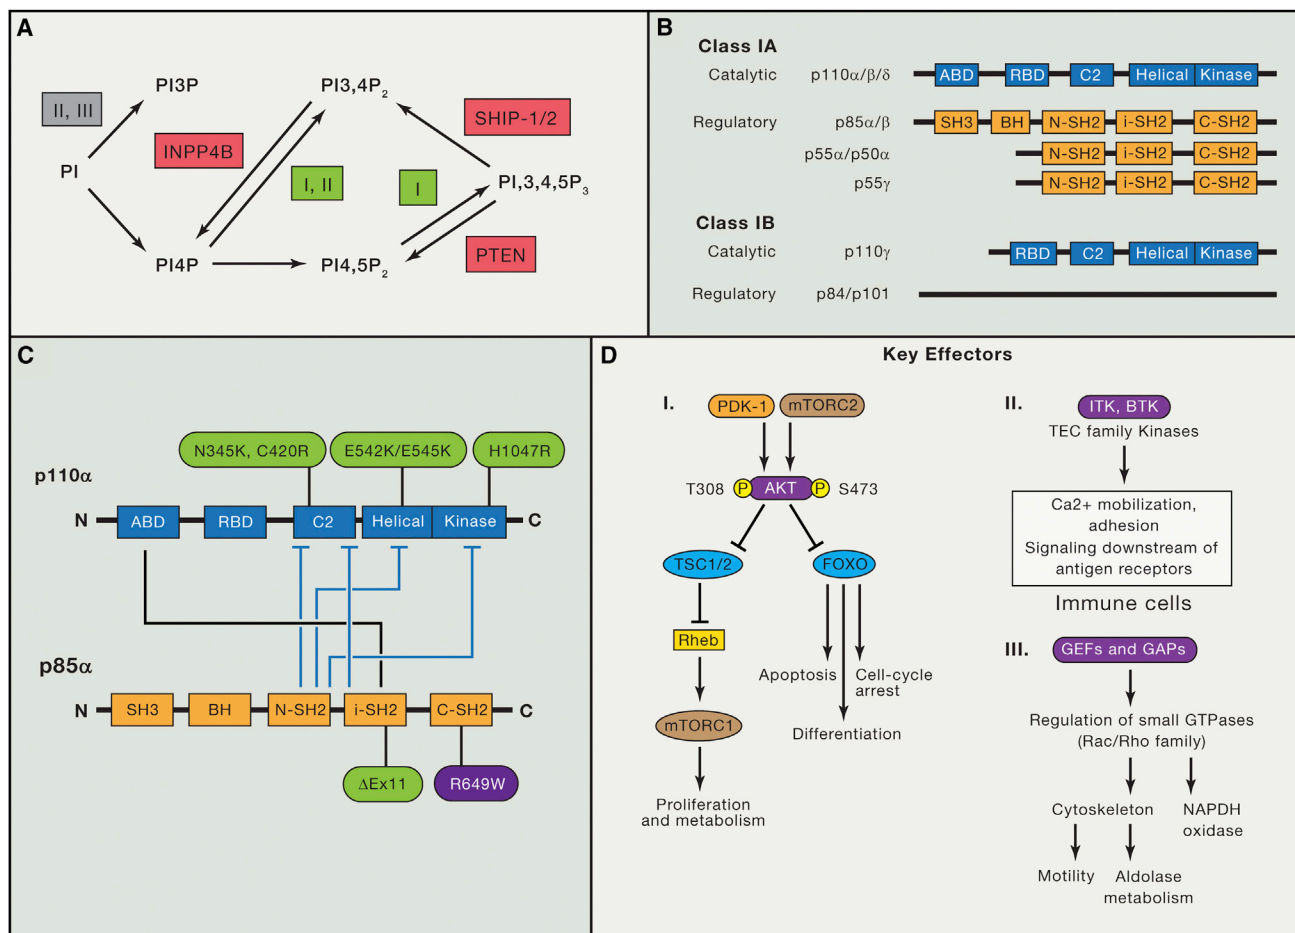 A
PI3P
PI3,4P2
II, III
SHIP-1/2
INPP4B
PI
I, II
I
PI,3,4,5P3
PI4P
PI4,5P2
PTEN
B
Class IA
Catalytic p110α/β/δ ABD RBD C2 Helical Kinase
Regulatory p85α/β SH3 BH N-SH2 i-SH2 C-SH2
p55α/p50α N-SH2 i-SH2 C-SH2
p55γ N-SH2 i-SH2 C-SH2
Class IB
Catalytic p110γ RBD C2 Helical Kinase
Regulatory p84/p101
C
N345K, C420R E542K/E545K H1047R
p110α
N ABD RBD C2 Helical Kinase C
p85α
N SH3 BH N-SH2 i-SH2 C-SH2 C
ΔEx11 R649W
D
Key Effectors
I.
PDK-1 mTORC2
T308 P AKT P S473
TSC1/2 FOXO
Rheb
Apoptosis
Cell-cycle
arrest
mTORC1
Differentiation
Proliferation
and metabolism
II.
ITK, BTK
TEC family Kinases
Ca2+ mobilization,
adhesion
Signaling downstream of
antigen receptors
Immune cells
III.
GEFs and GAPs
Regulation of small GTPases
(Rac/Rho family)
Cytoskeleton
NAPDH
oxidase
Motility
Aldolase
metabolism